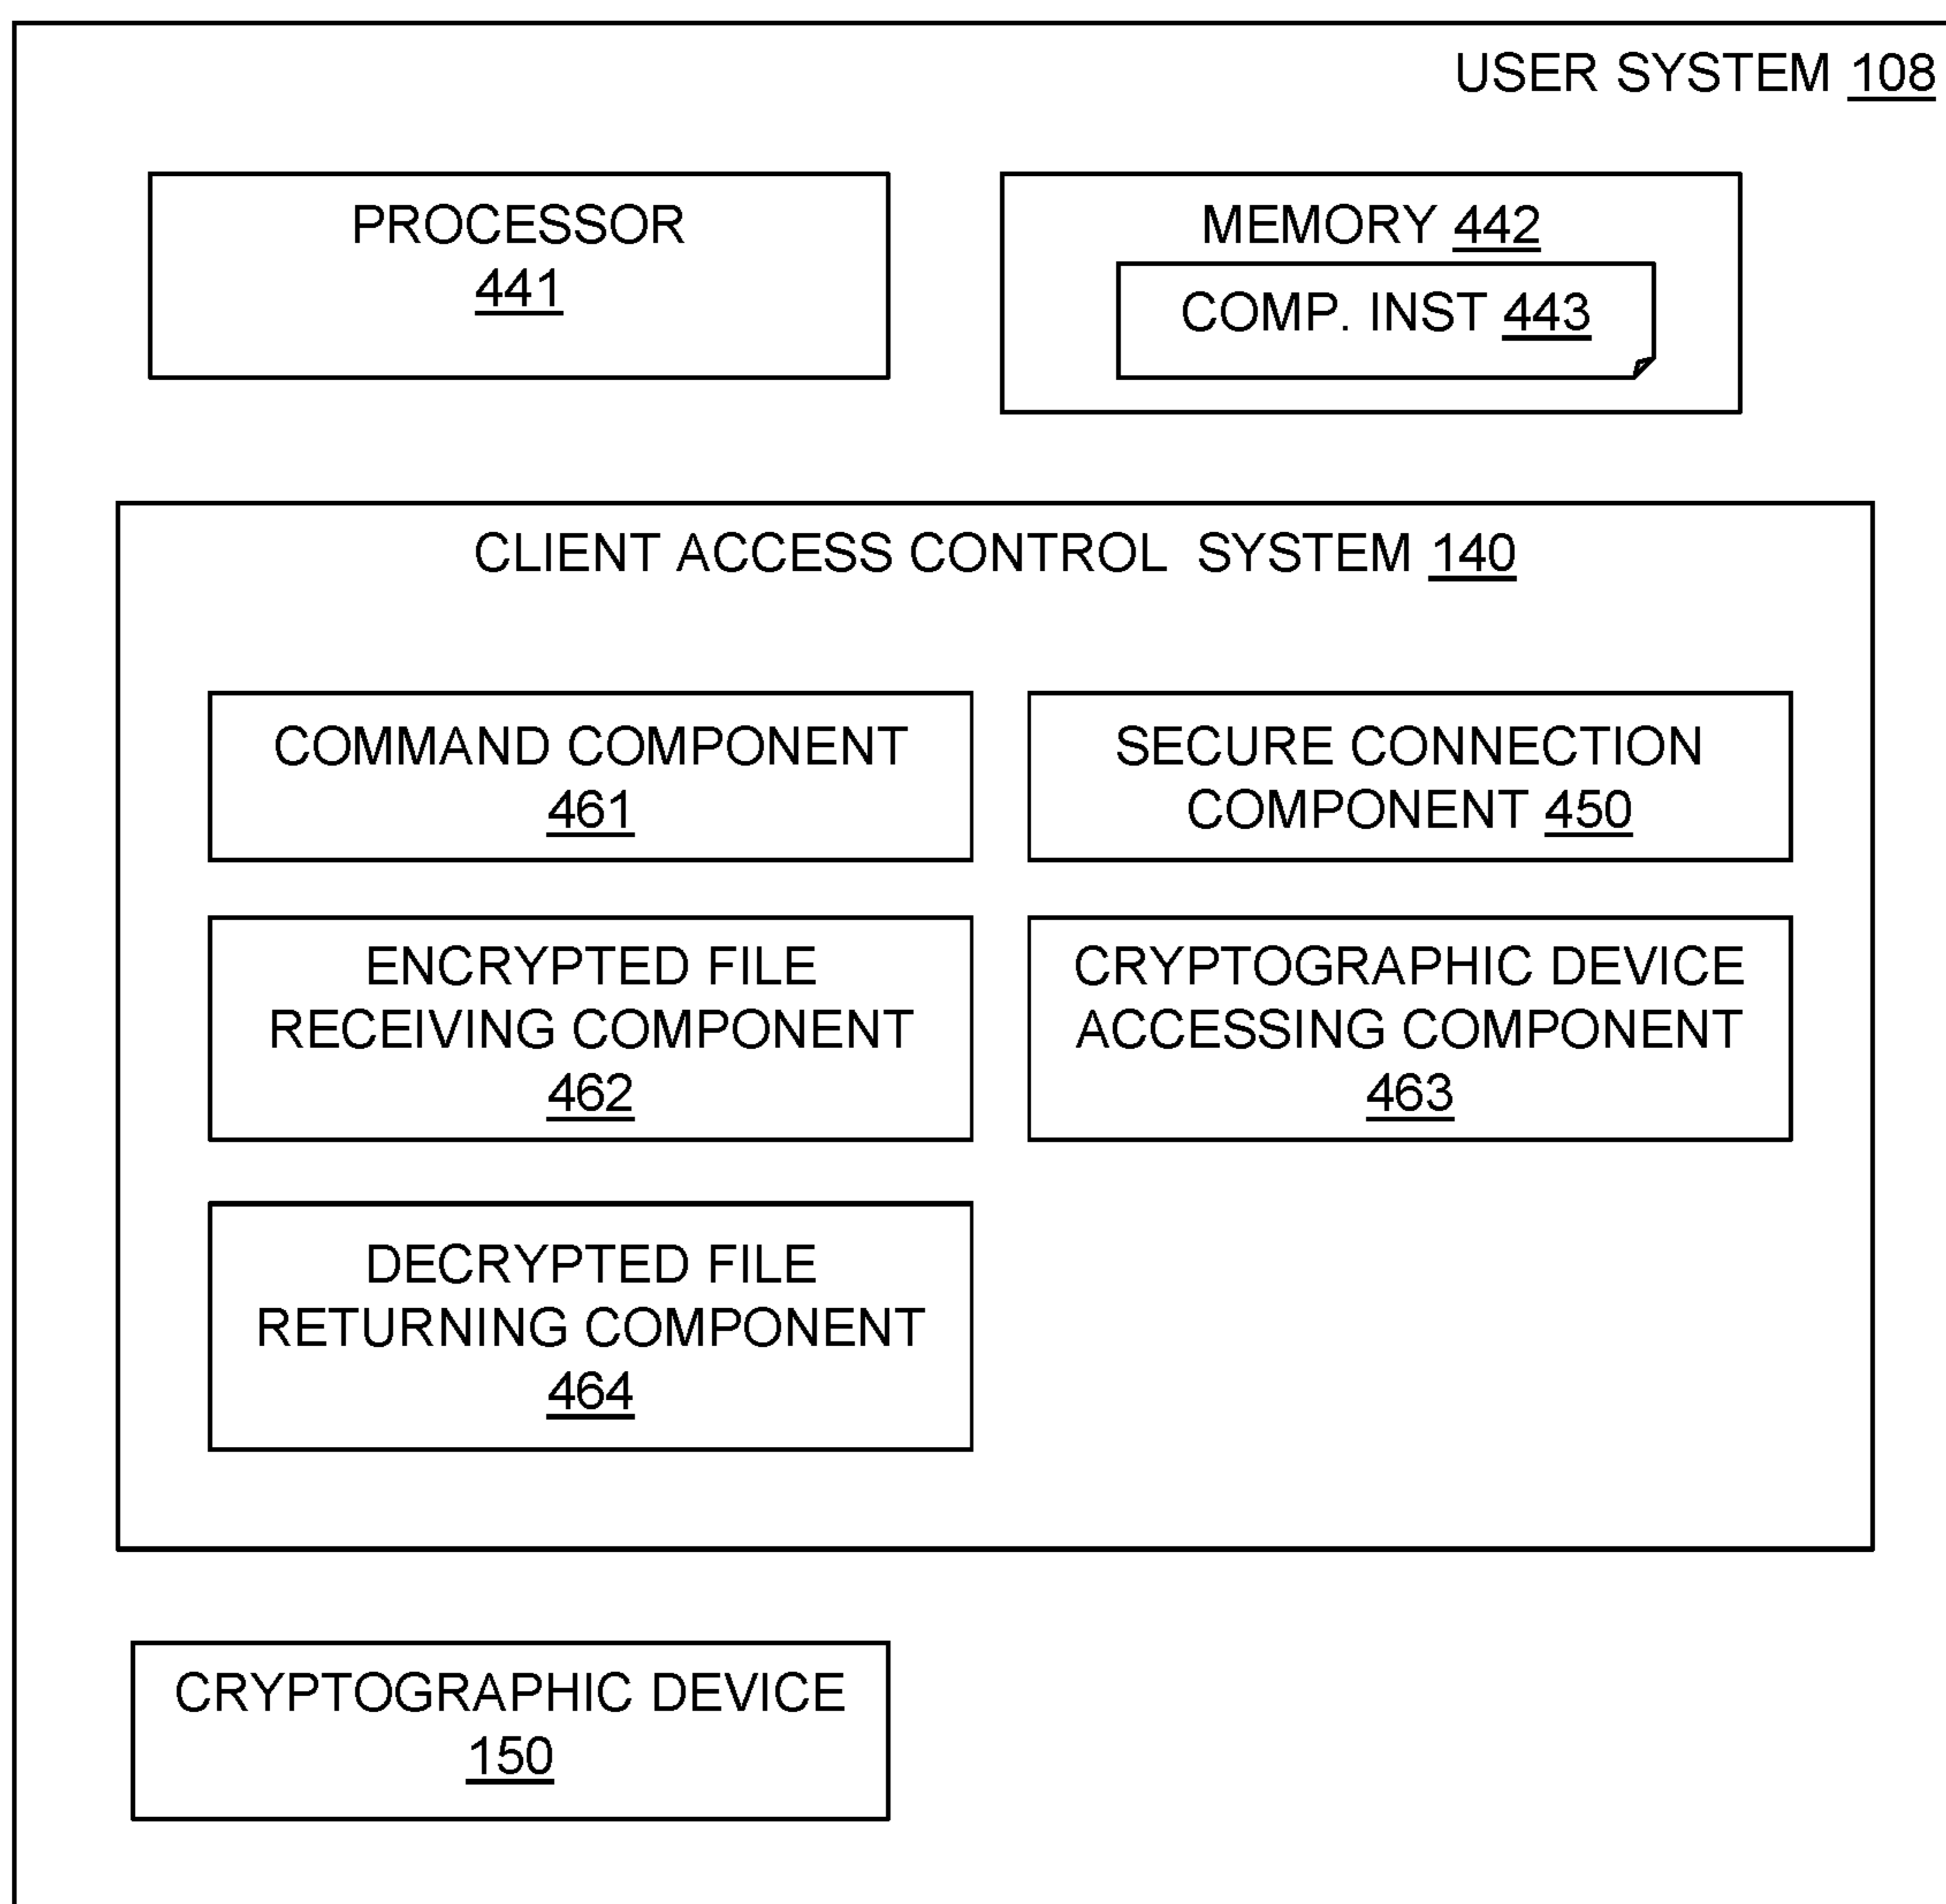 USER SYSTEM 108
PROCESSOR
441
MEMORY 442
COMP. INST 443
CLIENT ACCESS CONTROL SYSTEM 140
COMMAND COMPONENT
461
SECURE CONNECTION
COMPONENT 450
ENCRYPTED FILE
RECEIVING COMPONENT
462
CRYPTOGRAPHIC DEVICE
ACCESSING COMPONENT
463
DECRYPTED FILE
RETURNING COMPONENT
464
CRYPTOGRAPHIC DEVICE
150